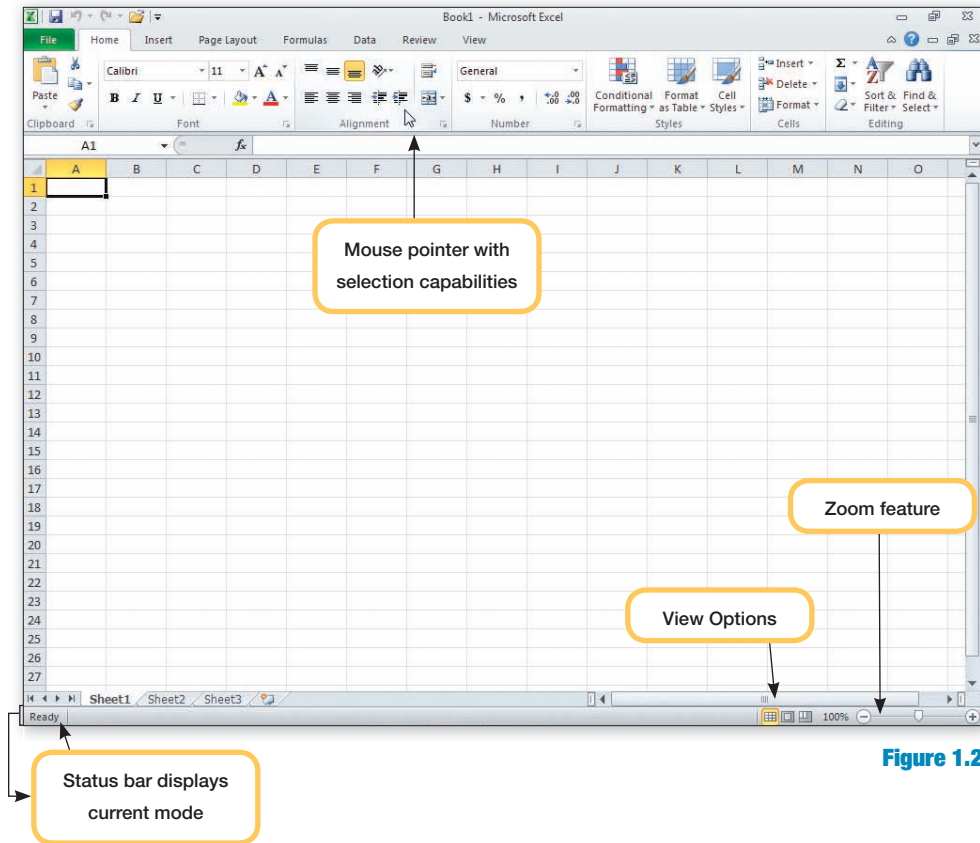 Book1 - Microsoft Excel
File Home Insert Page Layout Formulas Data Review View
Calibri 11 A A General Insert Σ
Paste Delete
B I U A $ % , .00 .0 Conditional Format Cell Format Sort & Find &
Formatting as Table Styles Filter Select
Clipboard Font Alignment Number Styles Cells Editing
A1 fx
A B C D E F G H I J K L M N O
1
2
3
4
Mouse pointer with
selection capabilities
5
6
7
8
9
10
11
12
13
14
15
16
17
18
Zoom feature
19
20
21
22
23
24
View Options
25
26
27
Sheet1 Sheet2 Sheet3
Ready 100%
Figure 1.2
Status bar displays
current mode